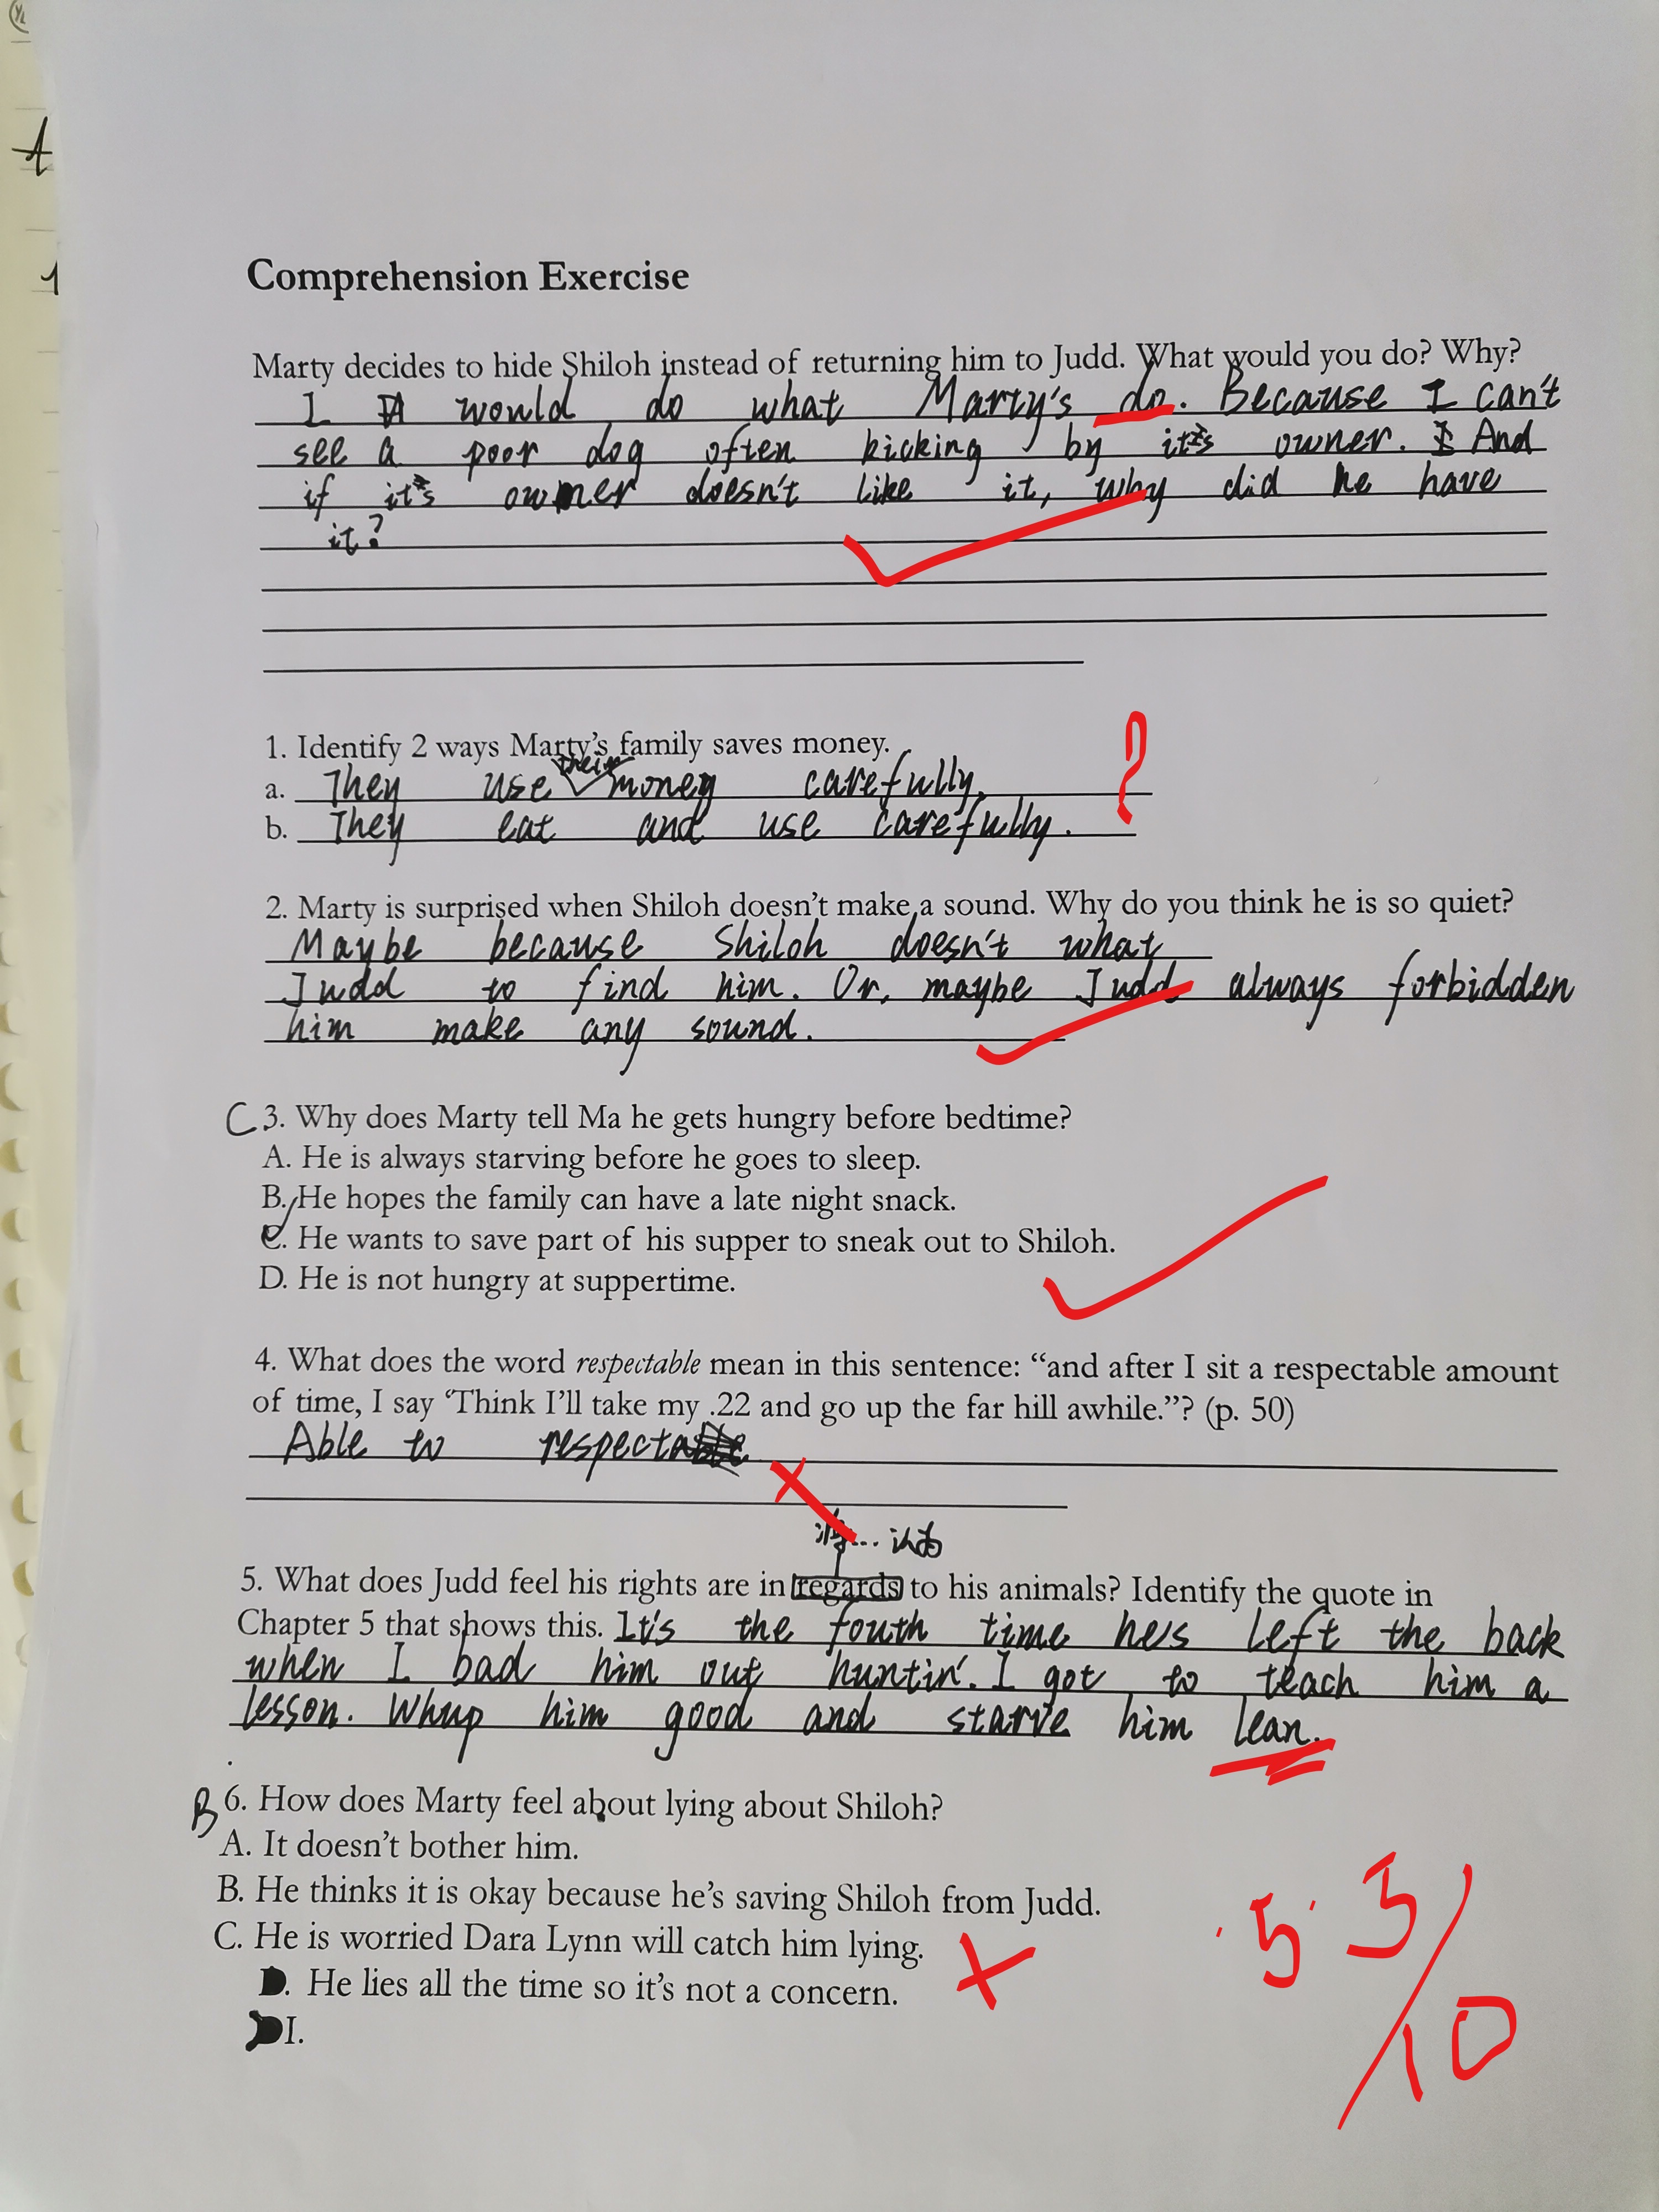 Comprehension Exercise
Marty decides to hide Shiloh instead of returning him to Judd. What would you do? Why?
I would do what Marty's do. Because I can't
see a poor dog often kicking by it's owner. And
if it's owner doesn't like it, why did he have
it?
1. Identify 2 ways Marty's family saves money.
their
a. They use money carefully.
b. They eat and use carefully.
?
2. Marty is surprised when Shiloh doesn't make a sound. Why do you think he is so quiet?
Maybe because Shiloh doesn't what
Judd to find him. Or, maybe Judd always forbidden
him make any sound.
C 3. Why does Marty tell Ma he gets hungry before bedtime?
A. He is always starving before he goes to sleep.
B. He hopes the family can have a late night snack.
C. He wants to save part of his supper to sneak out to Shiloh.
D. He is not hungry at suppertime.
4. What does the word respectable mean in this sentence: “and after I sit a respectable amount
of time, I say ‘Think I’ll take my .22 and go up the far hill awhile.”? (p. 50)
Able to respect
将... 认为
5. What does Judd feel his rights are in regards to his animals? Identify the quote in
Chapter 5 that shows this. It's the fouth time he's left the back
when I bad him out huntin'. I got to teach him a
lesson. Whup him good and starve him lean.
B 6. How does Marty feel about lying about Shiloh?
A. It doesn't bother him.
B. He thinks it is okay because he's saving Shiloh from Judd.
C. He is worried Dara Lynn will catch him lying.
D. He lies all the time so it's not a concern.
I.
5.3/10